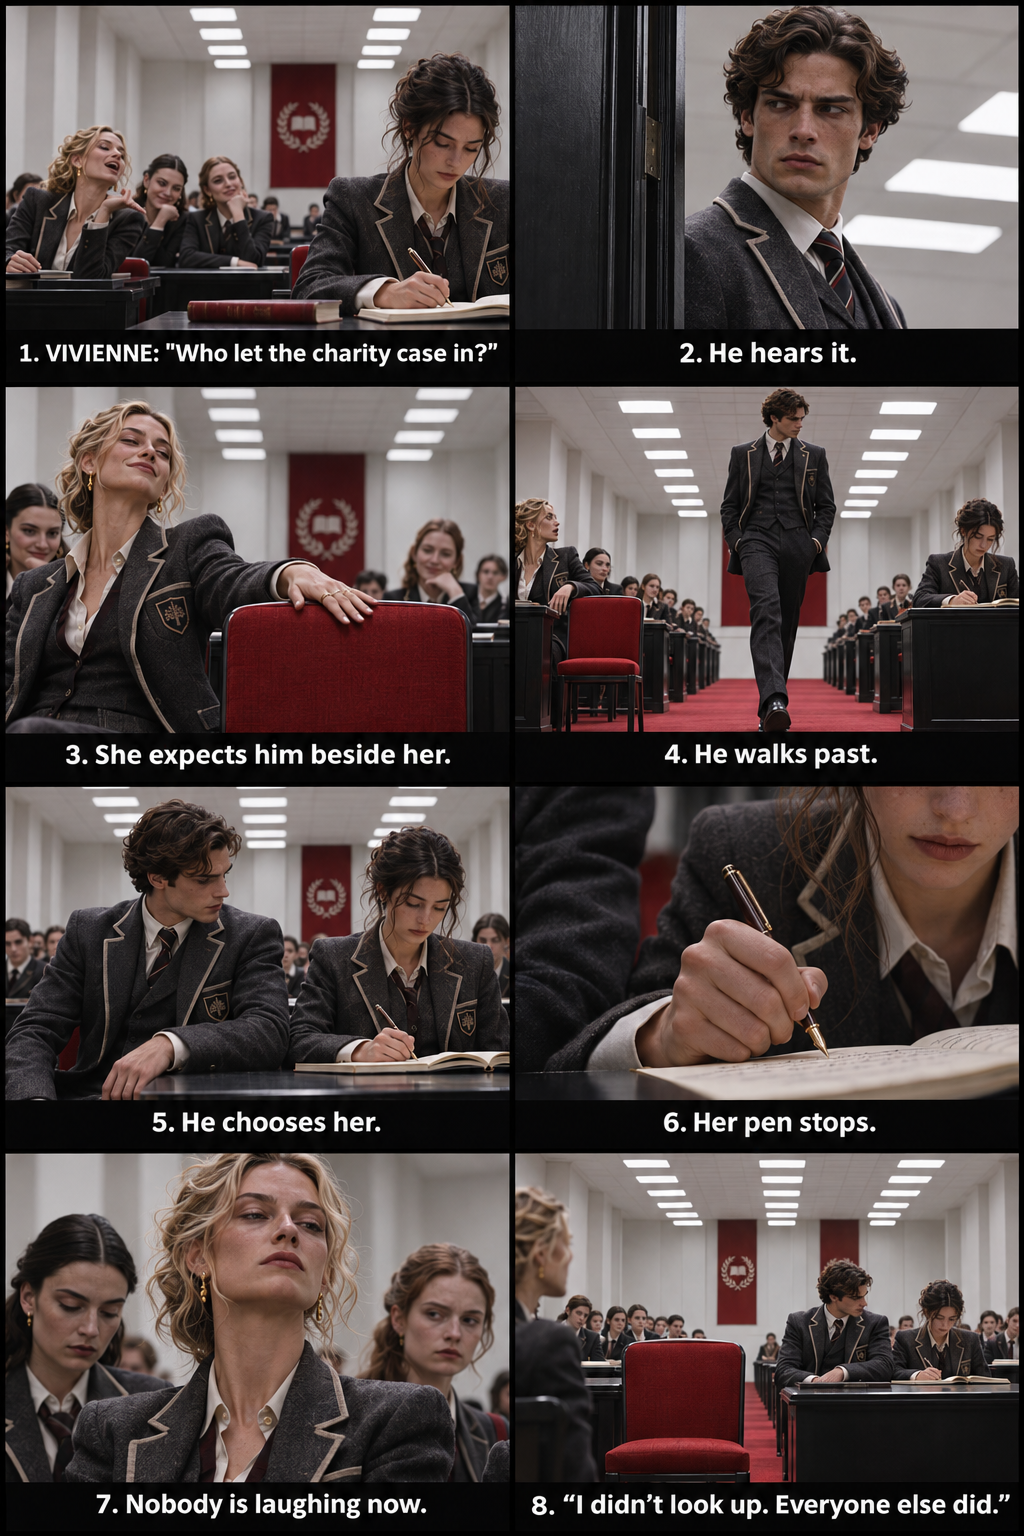 1. VIVIENNE: "Who let the charity case in?”
2. He hears it.
3. She expects him beside her.
4. He walks past.
5. He chooses her.
6. Her pen stops.
7. Nobody is laughing now.
8. “I didn’t look up. Everyone else did.”